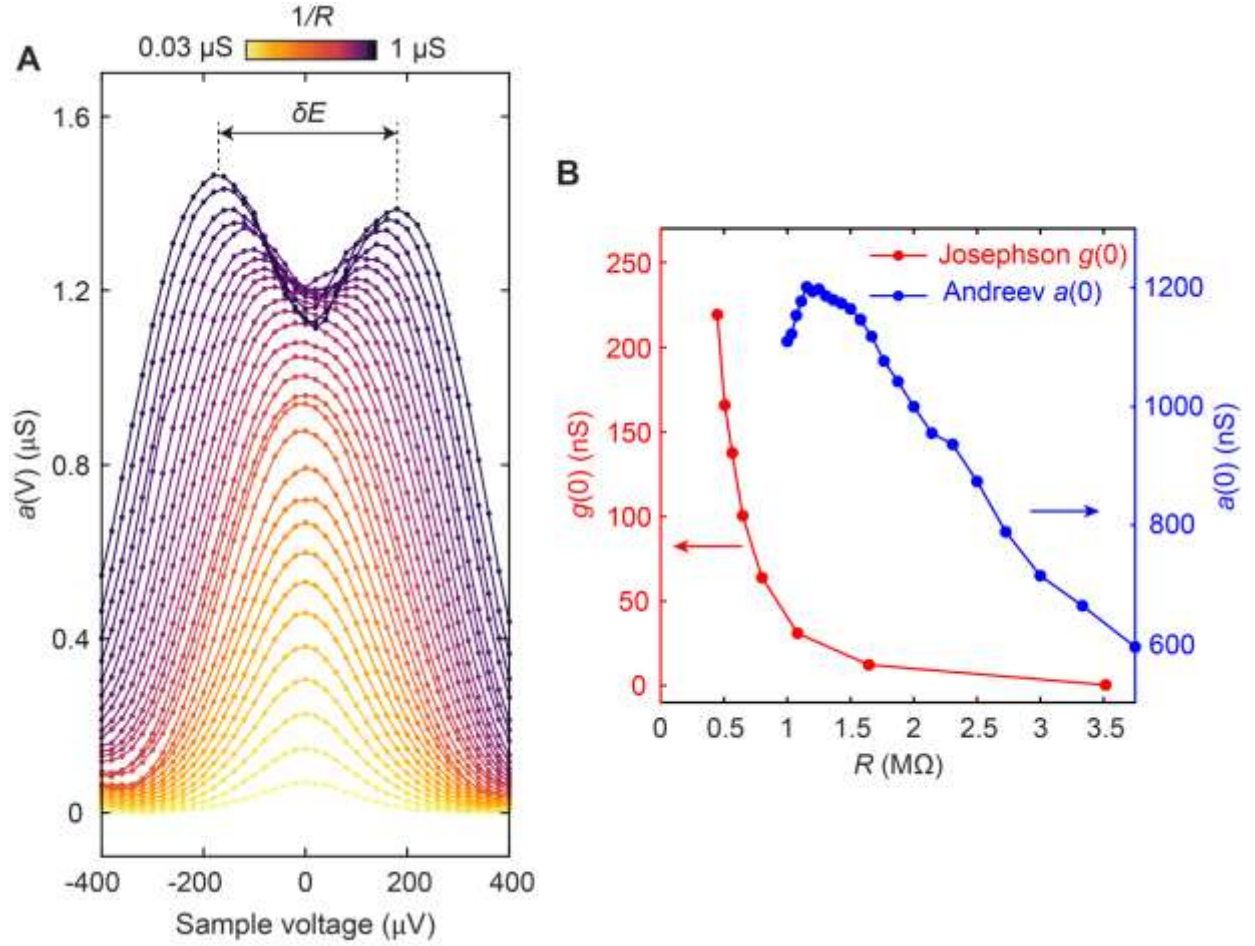 1/R
0.03 µS
1 µS
A
δE
1.6
1.2
0.8
0.4
0
a(V) (µS)
-400
-200
0
200
400
Sample voltage (µV)
B
Josephson g(0)
Andreev a(0)
250
200
150
100
50
0
g(0) (nS)
1200
1000
800
600
a(0) (nS)
0
0.5
1
1.5
2
2.5
3
3.5
R (MΩ)